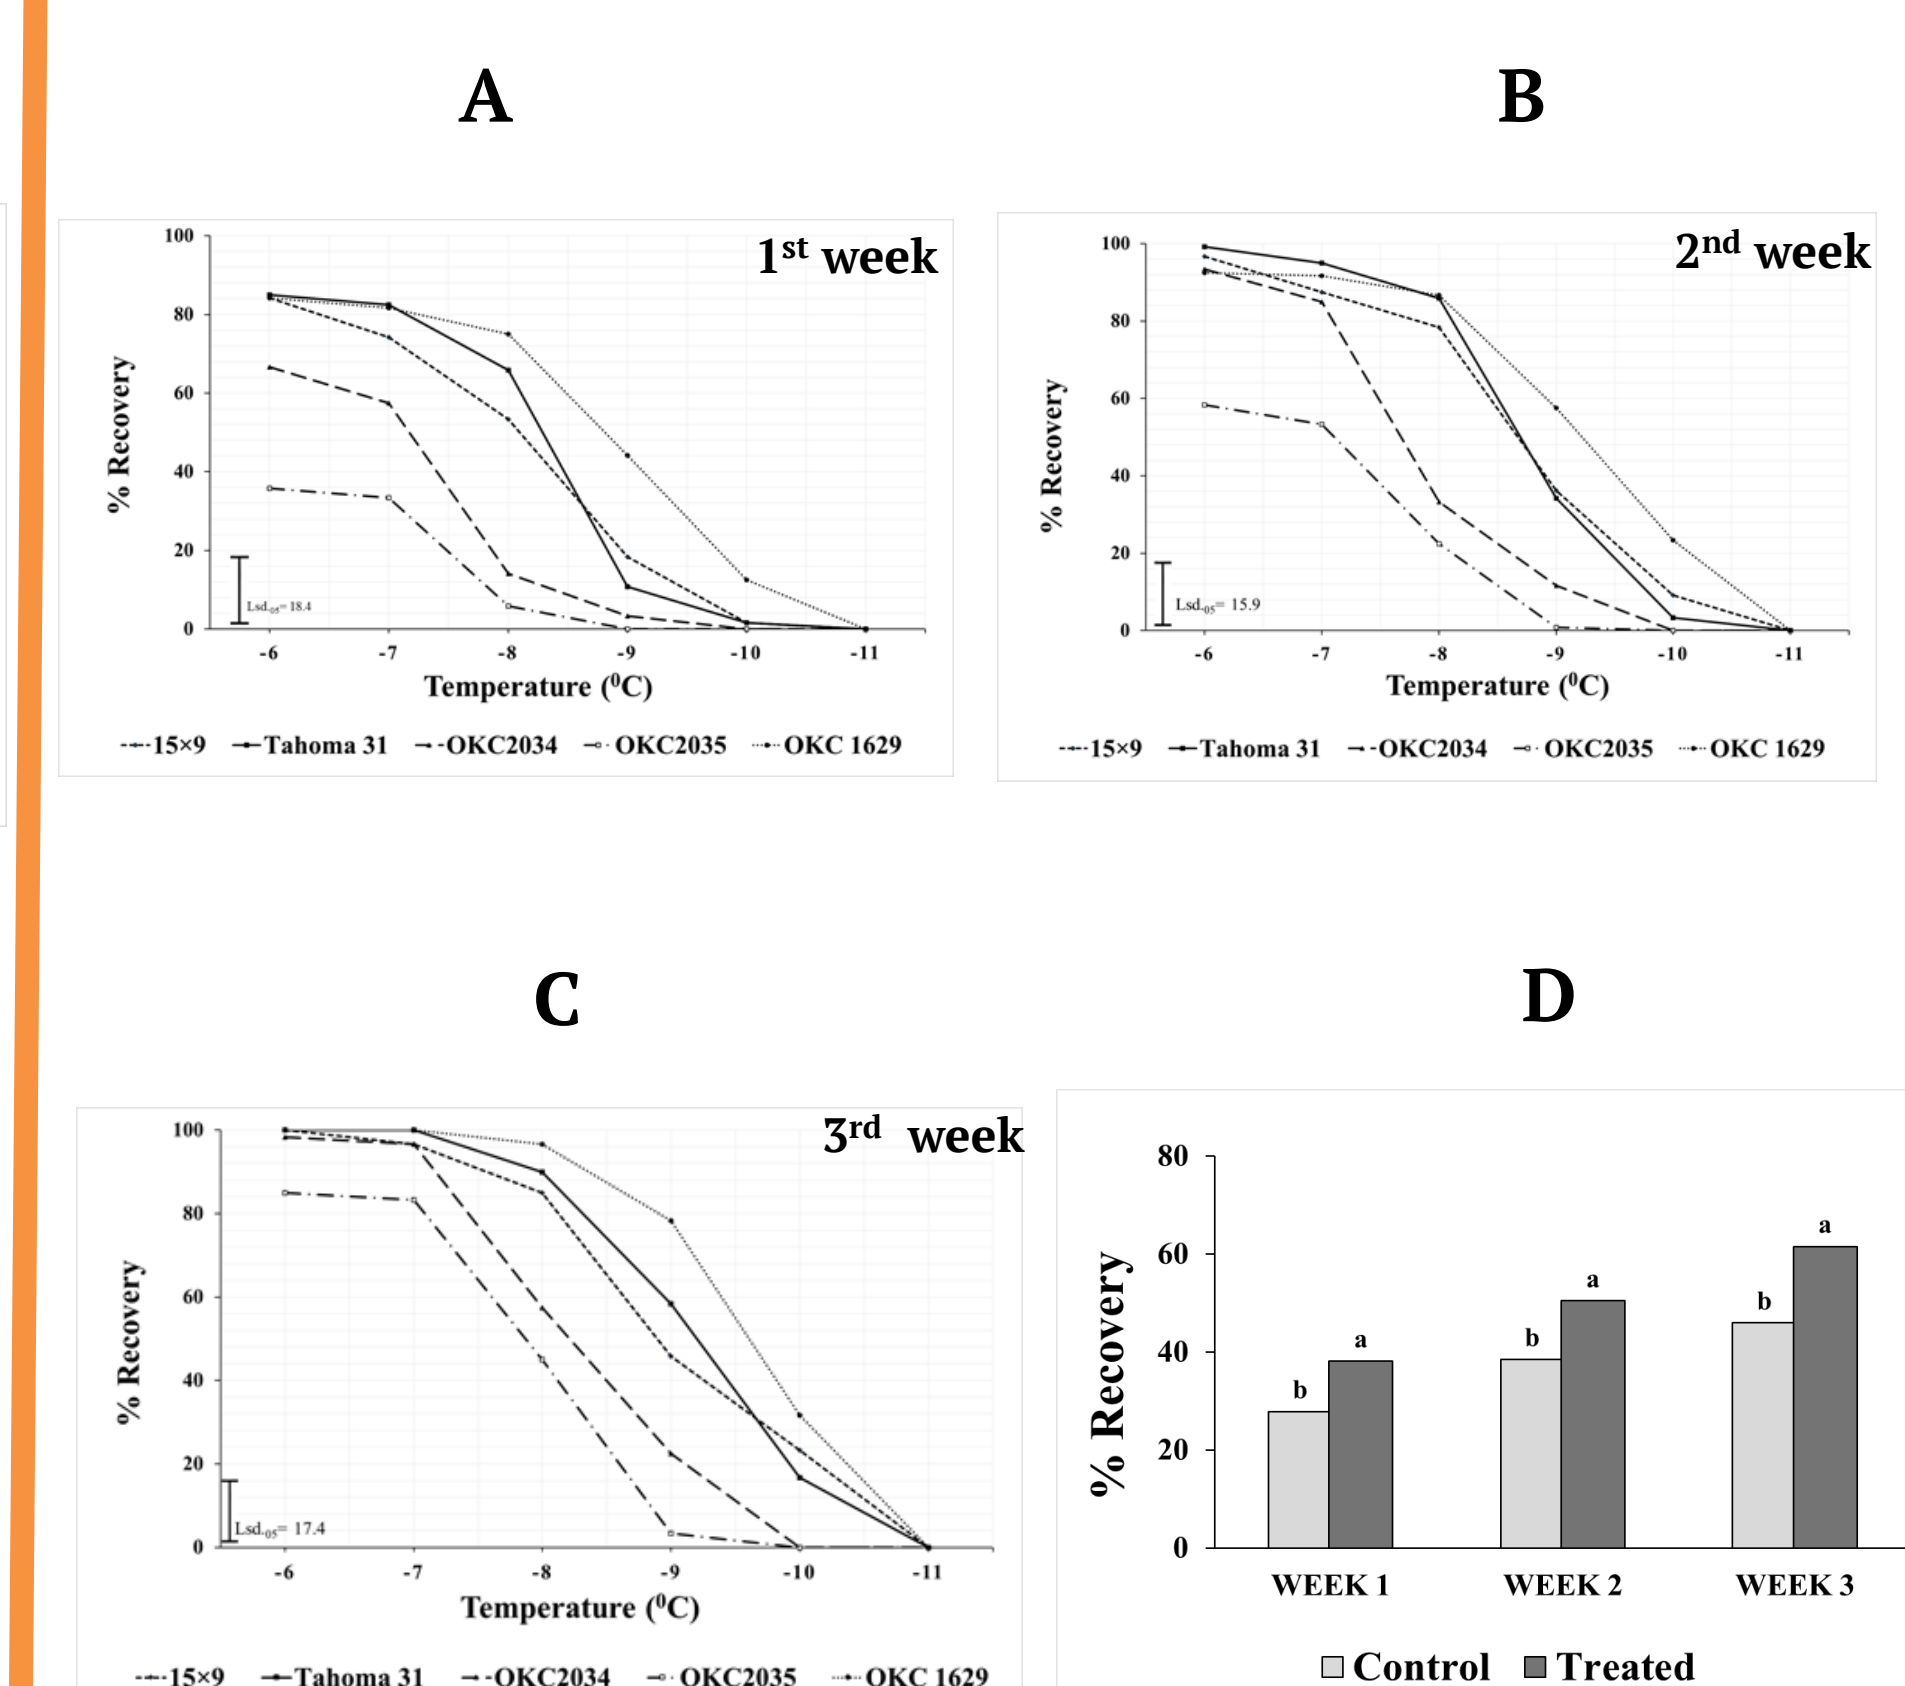 A
1st week
100
80
60
40
20
0
% Recovery
Lsd.05= 18.4
-6 -7 -8 -9 -10 -11
Temperature (0C)
15×9 Tahoma 31 OKC2034 OKC2035 OKC 1629
B
2nd week
100
80
60
40
20
0
% Recovery
Lsd.05= 15.9
-6 -7 -8 -9 -10 -11
Temperature (0C)
15×9 Tahoma 31 OKC2034 OKC2035 OKC 1629
C
3rd week
100
80
60
40
20
0
% Recovery
Lsd.05= 17.4
-6 -7 -8 -9 -10 -11
Temperature (0C)
15×9 Tahoma 31 OKC2034 OKC2035 OKC 1629
D
80
60
40
20
0
% Recovery
b a b a b a
WEEK 1 WEEK 2 WEEK 3
Control Treated